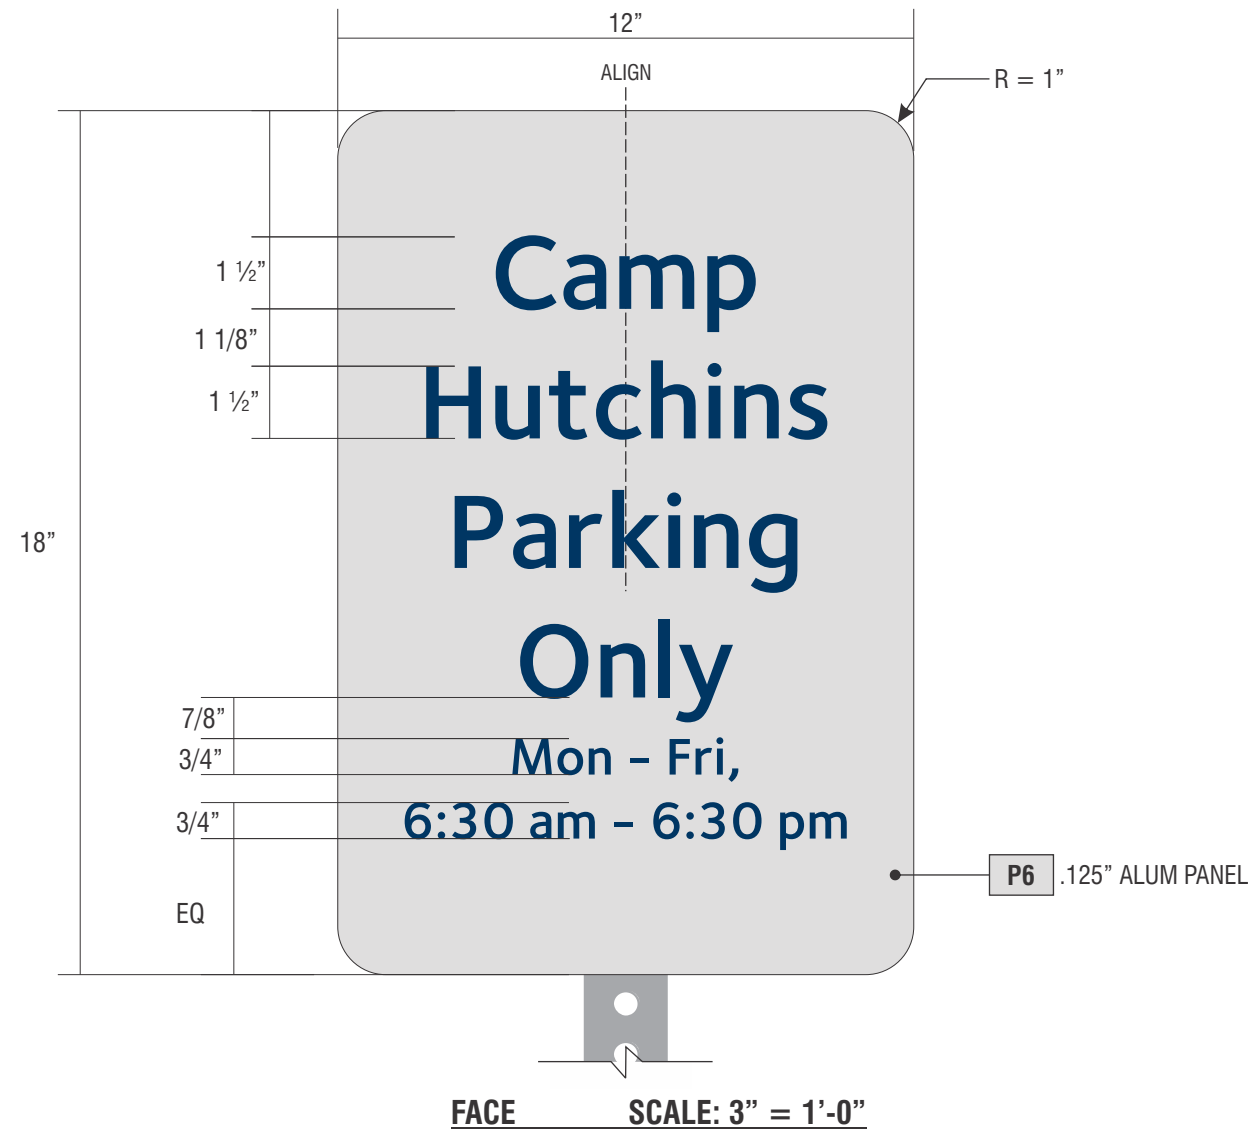 12”
ALIGN
R = 1”
Camp
1 ½”
1 1/8”
Hutchins
1 ½”
Parking
18”
Only
7/8”
Mon – Fri,
3/4”
6:30 am – 6:30 pm
3/4”
P6 .125” ALUM PANEL
EQ
FACE SCALE: 3” = 1’-0”